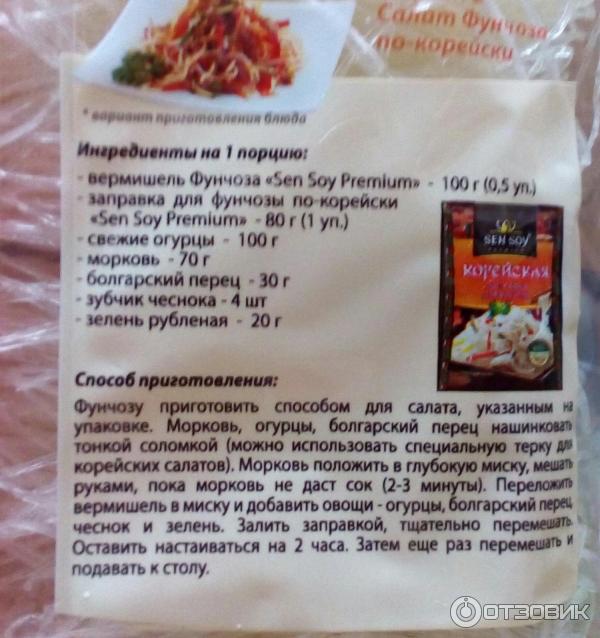 Салат Фунчоза
по-корейски
* вариант приготовления блюда
Ингредиенты на 1 порцию:
- вермишель Фунчоза «Sen Soy Premium» - 100 г (0,5 уп.)
- заправка для фунчозы по-корейски
«Sen Soy Premium» - 80 г (1 уп.)
- свежие огурцы - 100 г
- морковь - 70 г
- болгарский перец - 30 г
- зубчик чеснока - 4 шт
- зелень рубленая - 20 г
SEN SOY
PREMIUM
КОРЕЙСКАЯ
Способ приготовления:
Фунчозу приготовить способом для салата, указанным на
упаковке. Морковь, огурцы, болгарский перец нашинковать
тонкой соломкой (можно использовать специальную терку для
корейских салатов). Морковь положить в глубокую миску, мешать
руками, пока морковь не даст сок (2-3 минуты). Переложить
вермишель в миску и добавить овощи - огурцы, болгарский перец,
чеснок и зелень. Залить заправкой, тщательно перемешать.
Оставить настаиваться на 2 часа. Затем еще раз перемешать и
подавать к столу.
ОТЗОВИК